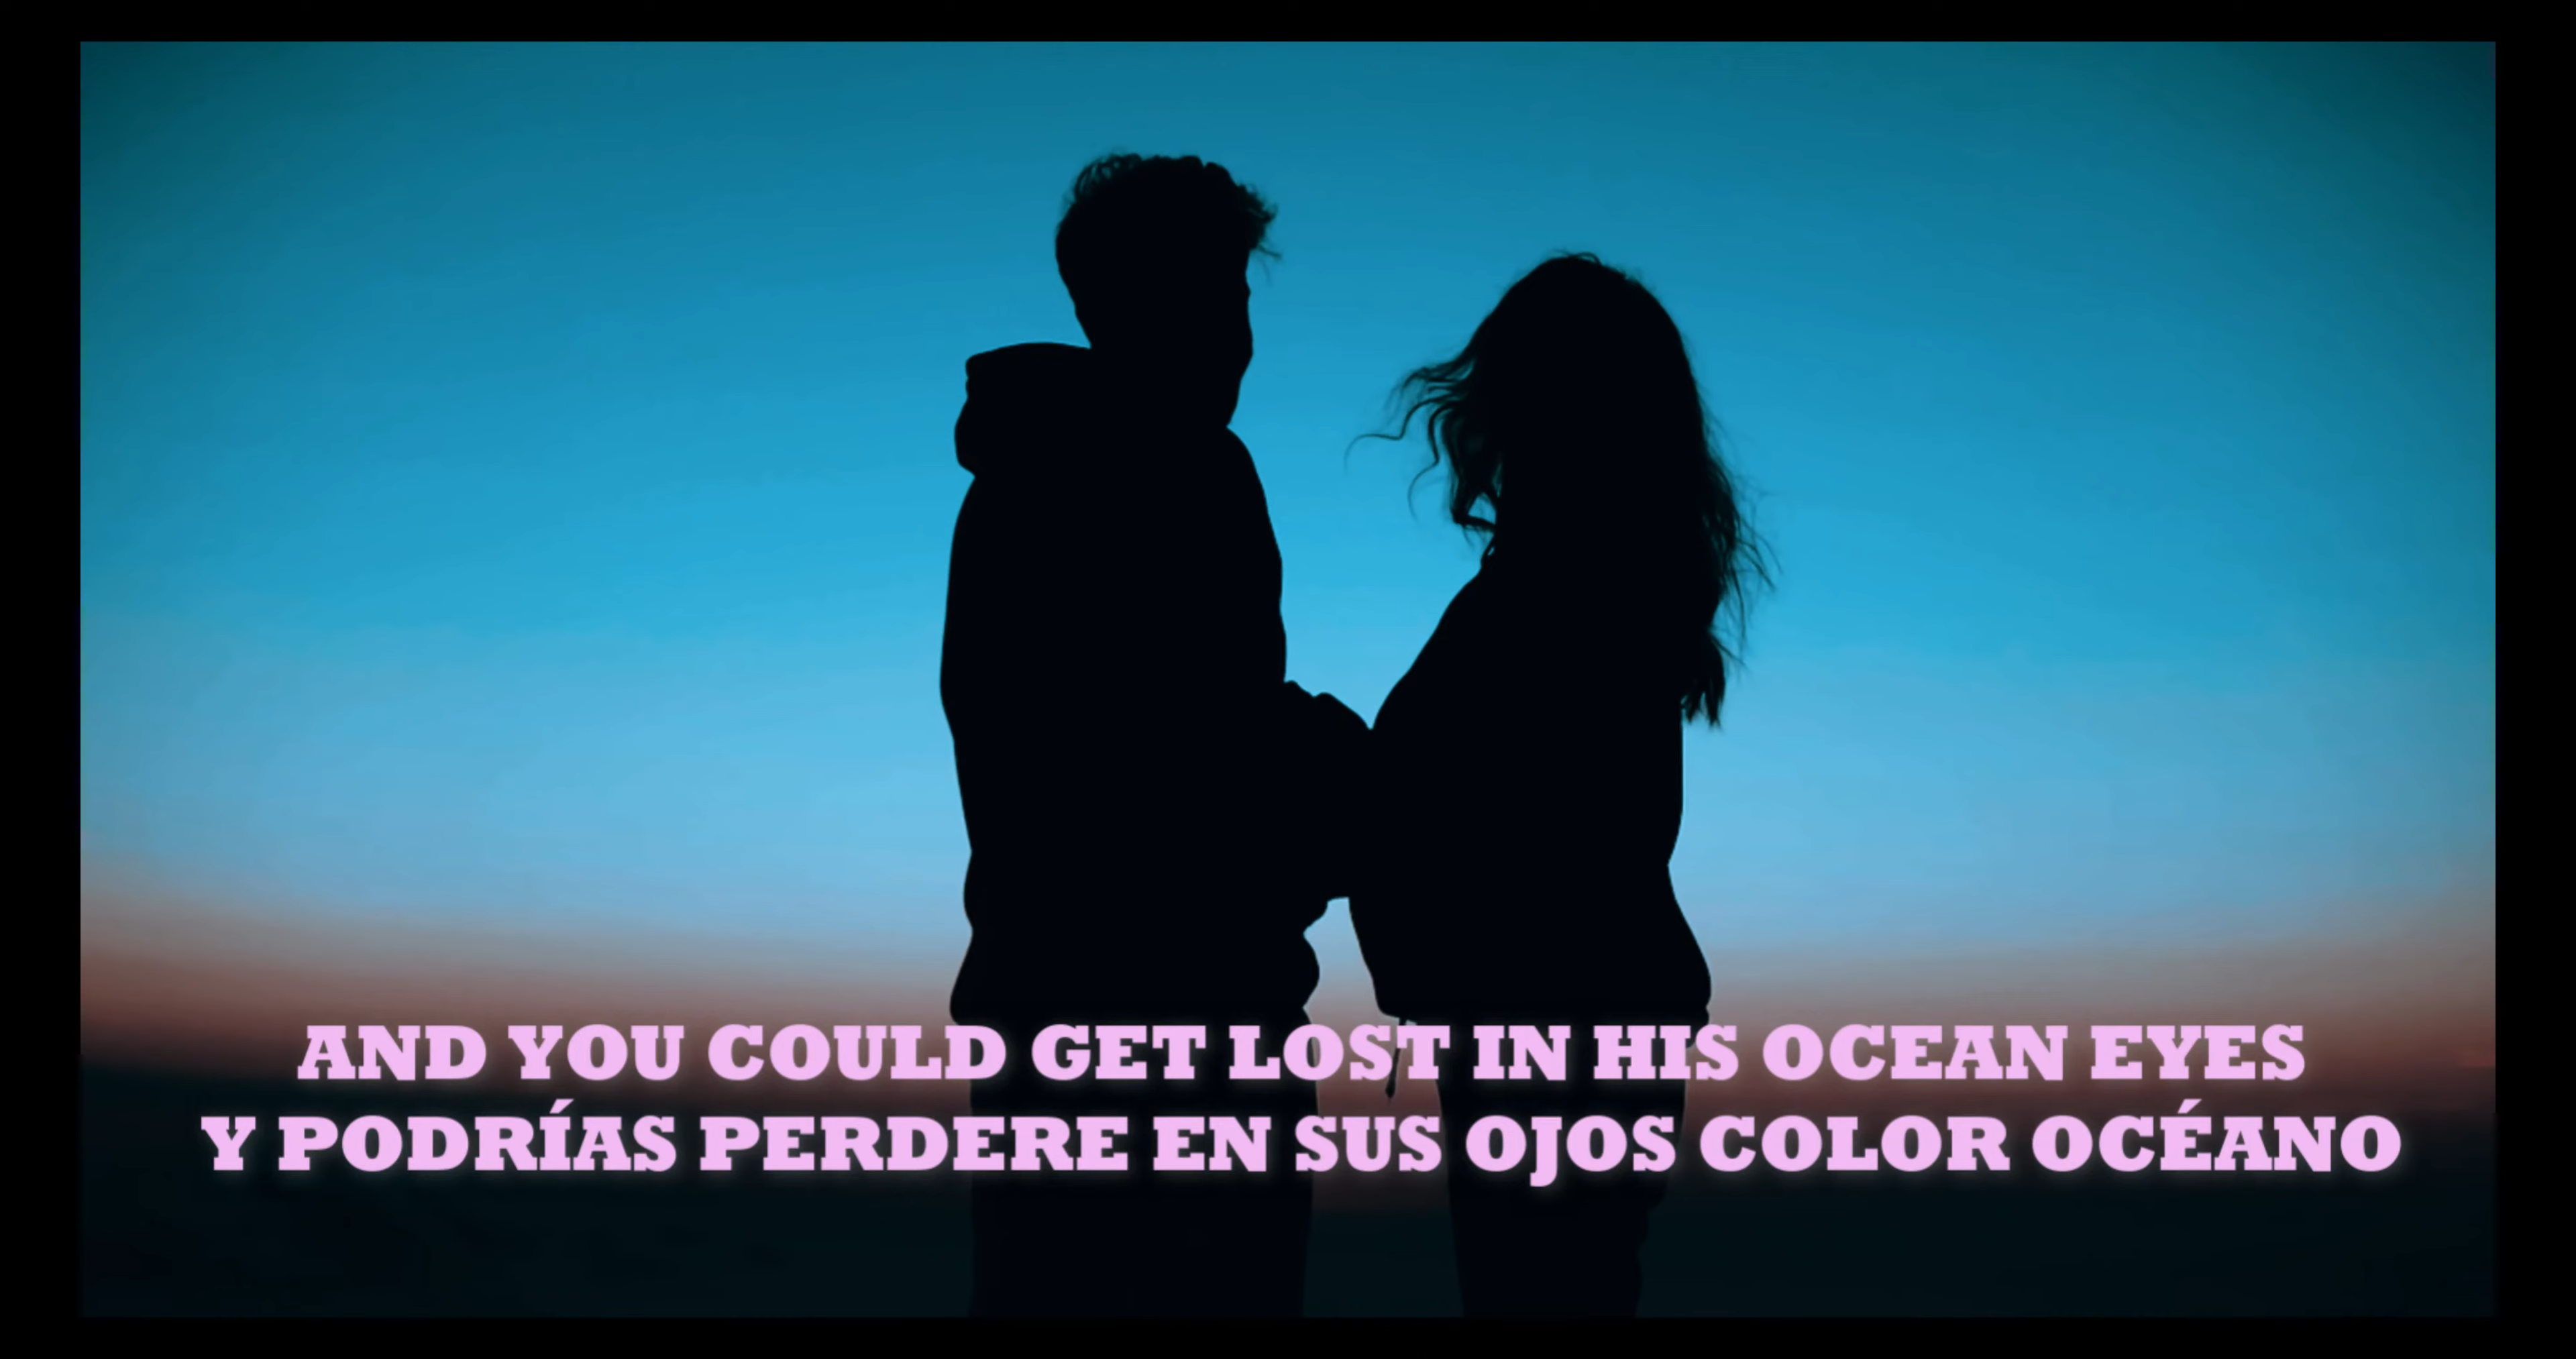 AND YOU COULD GET LOST IN HIS OCEAN EYES
Y PODRÍAS PERDERE EN SUS OJOS COLOR OCÉANO